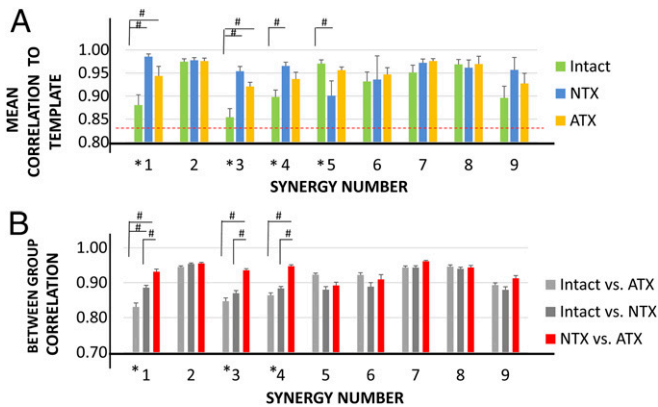 A
# # # # # #
1.00
0.95
0.90
0.85
0.80
MEAN
CORRELATION TO
TEMPLATE
*1 2 *3 *4 *5 6 7 8 9
SYNERGY NUMBER
Intact
NTX
ATX
B
# # # # # # #
1.00
0.90
0.80
0.70
BETWEEN GROUP
CORRELATION
*1 2 *3 *4 5 6 7 8 9
SYNERGY NUMBER
Intact vs. ATX
Intact vs. NTX
NTX vs. ATX